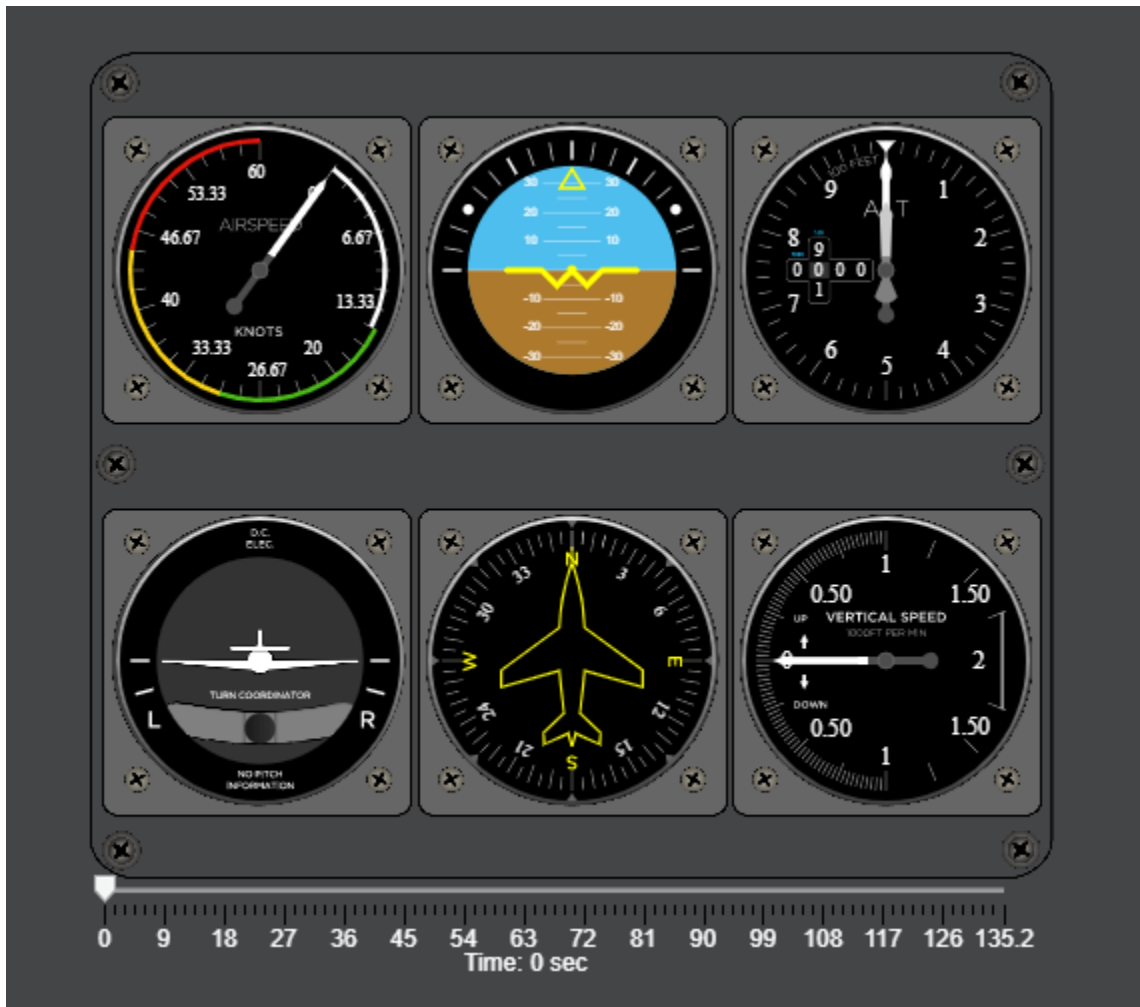 60
0
53.33
AIRSPEED
46.67
6.67
40
13.33
KNOTS
33.33
20
26.67
30 30
20 20
10 10
-10 -10
-20 -20
-30 -30
100 FEET
9
1
ALT
8
2
9
0 0 0 0
1
7
3
6
4
5
D.C.
ELEC.
TURN COORDINATOR
L
R
NO PITCH
INFORMATION
N
33
3
30
6
W
E
24
12
21
15
S
1
0.50
1.50
UP
VERTICAL SPEED
1000FT PER MIN
0
2
DOWN
0.50
1.50
1
0 9 18 27 36 45 54 63 72 81 90 99 108 117 126 135.2
Time: 0 sec